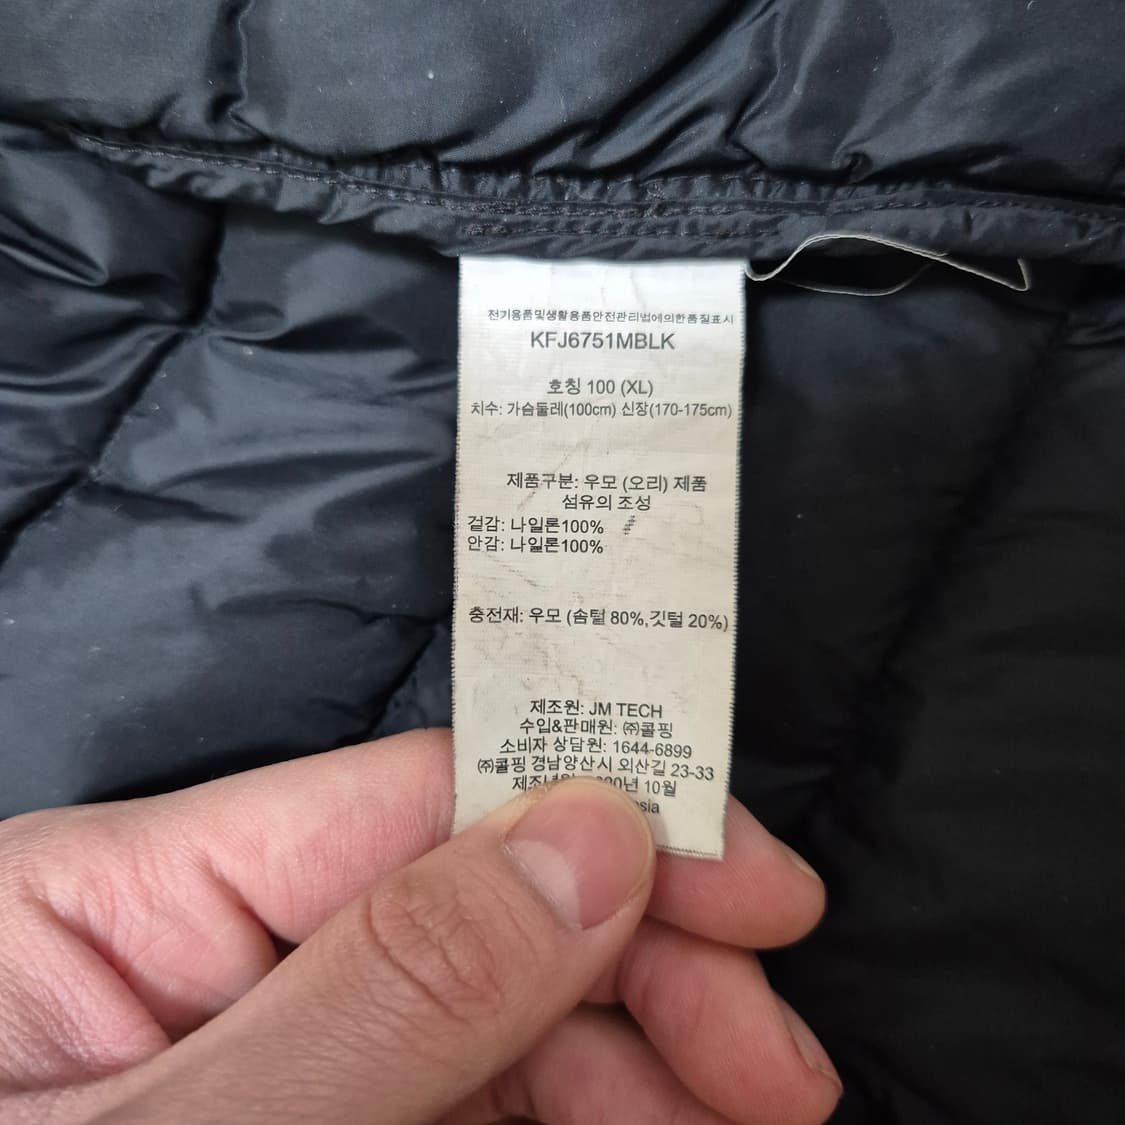 전기용품및생활용품안전관리법에의한품질표시
KFJ6751MBLK
호칭 100 (XL)
치수: 가슴둘레(100cm) 신장(170-175cm)
제품구분: 우모 (오리) 제품
섬유의 조성
겉감: 나일론100%
안감: 나일론100%
충전재: 우모 (솜털 80%,깃털 20%)
제조원: JM TECH
수입&판매원: ㈜콜핑
소비자 상담원: 1644-6899
㈜콜핑 경남양산시 외산길 23-33
10월